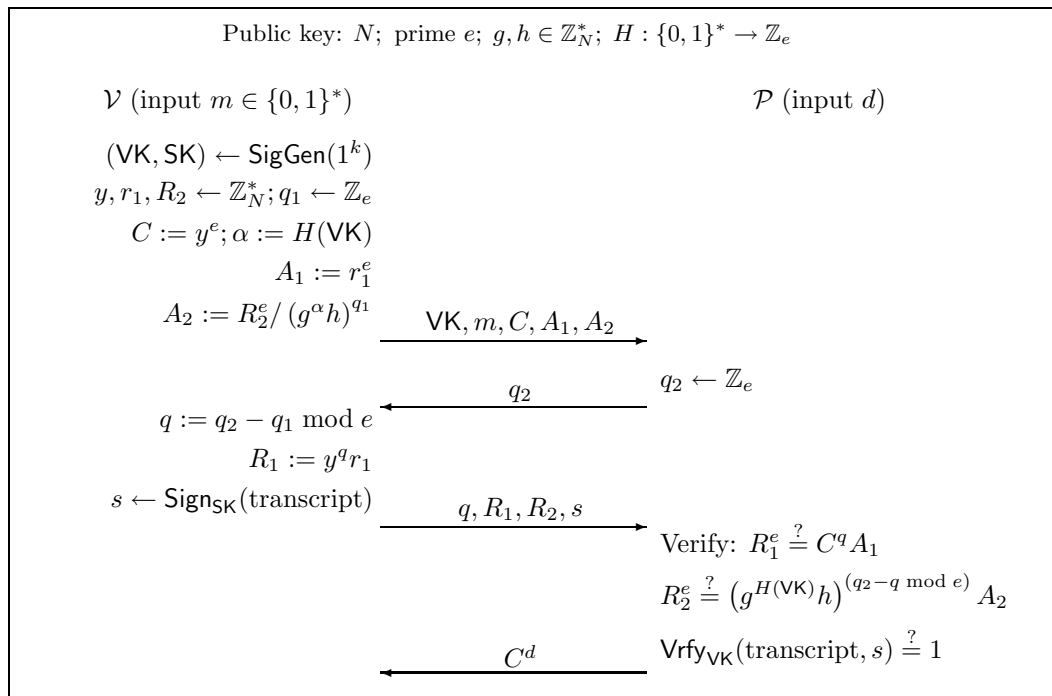 Public key: N; prime e; g, h ∈ ℤ*_N; H : {0, 1}* → ℤ_e
𝒱 (input m ∈ {0, 1}*)
𝒫 (input d)
(VK, SK) ← SigGen(1^k)
y, r_1, R_2 ← ℤ*_N; q_1 ← ℤ_e
C := y^e; α := H(VK)
A_1 := r_1^e
A_2 := R_2^e/ (g^α h)^{q_1}
VK, m, C, A_1, A_2
q_2 ← ℤ_e
q_2
q := q_2 − q_1 mod e
R_1 := y^q r_1
s ← Sign_SK(transcript)
q, R_1, R_2, s
Verify: R_1^e ≟ C^q A_1
R_2^e ≟ (g^{H(VK)} h)^{(q_2−q mod e)} A_2
Vrfy_VK(transcript, s) ≟ 1
C^d